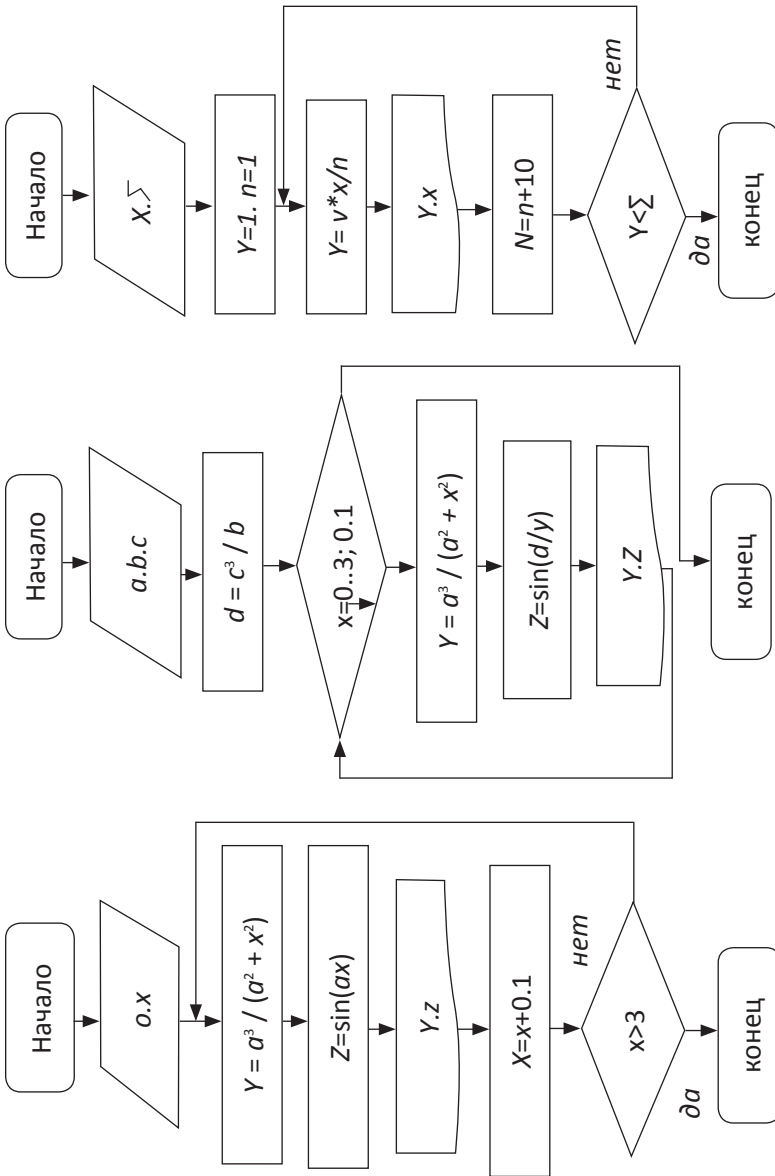 Начало
o.x
Y = a³ / (a² + x²)
Z=sin(ax)
Y.z
X=x+0.1
нет
x>3
да
конец
Начало
a.b.c
d = c³ / b
x=0..3; 0.1
Y = a³ / (a² + x²)
Z=sin(d/y)
Y.Z
конец
Начало
X.∑
Y=1. n=1
Y= v*x/n
Y.x
N=n+10
нет
Y<Σ
да
конец